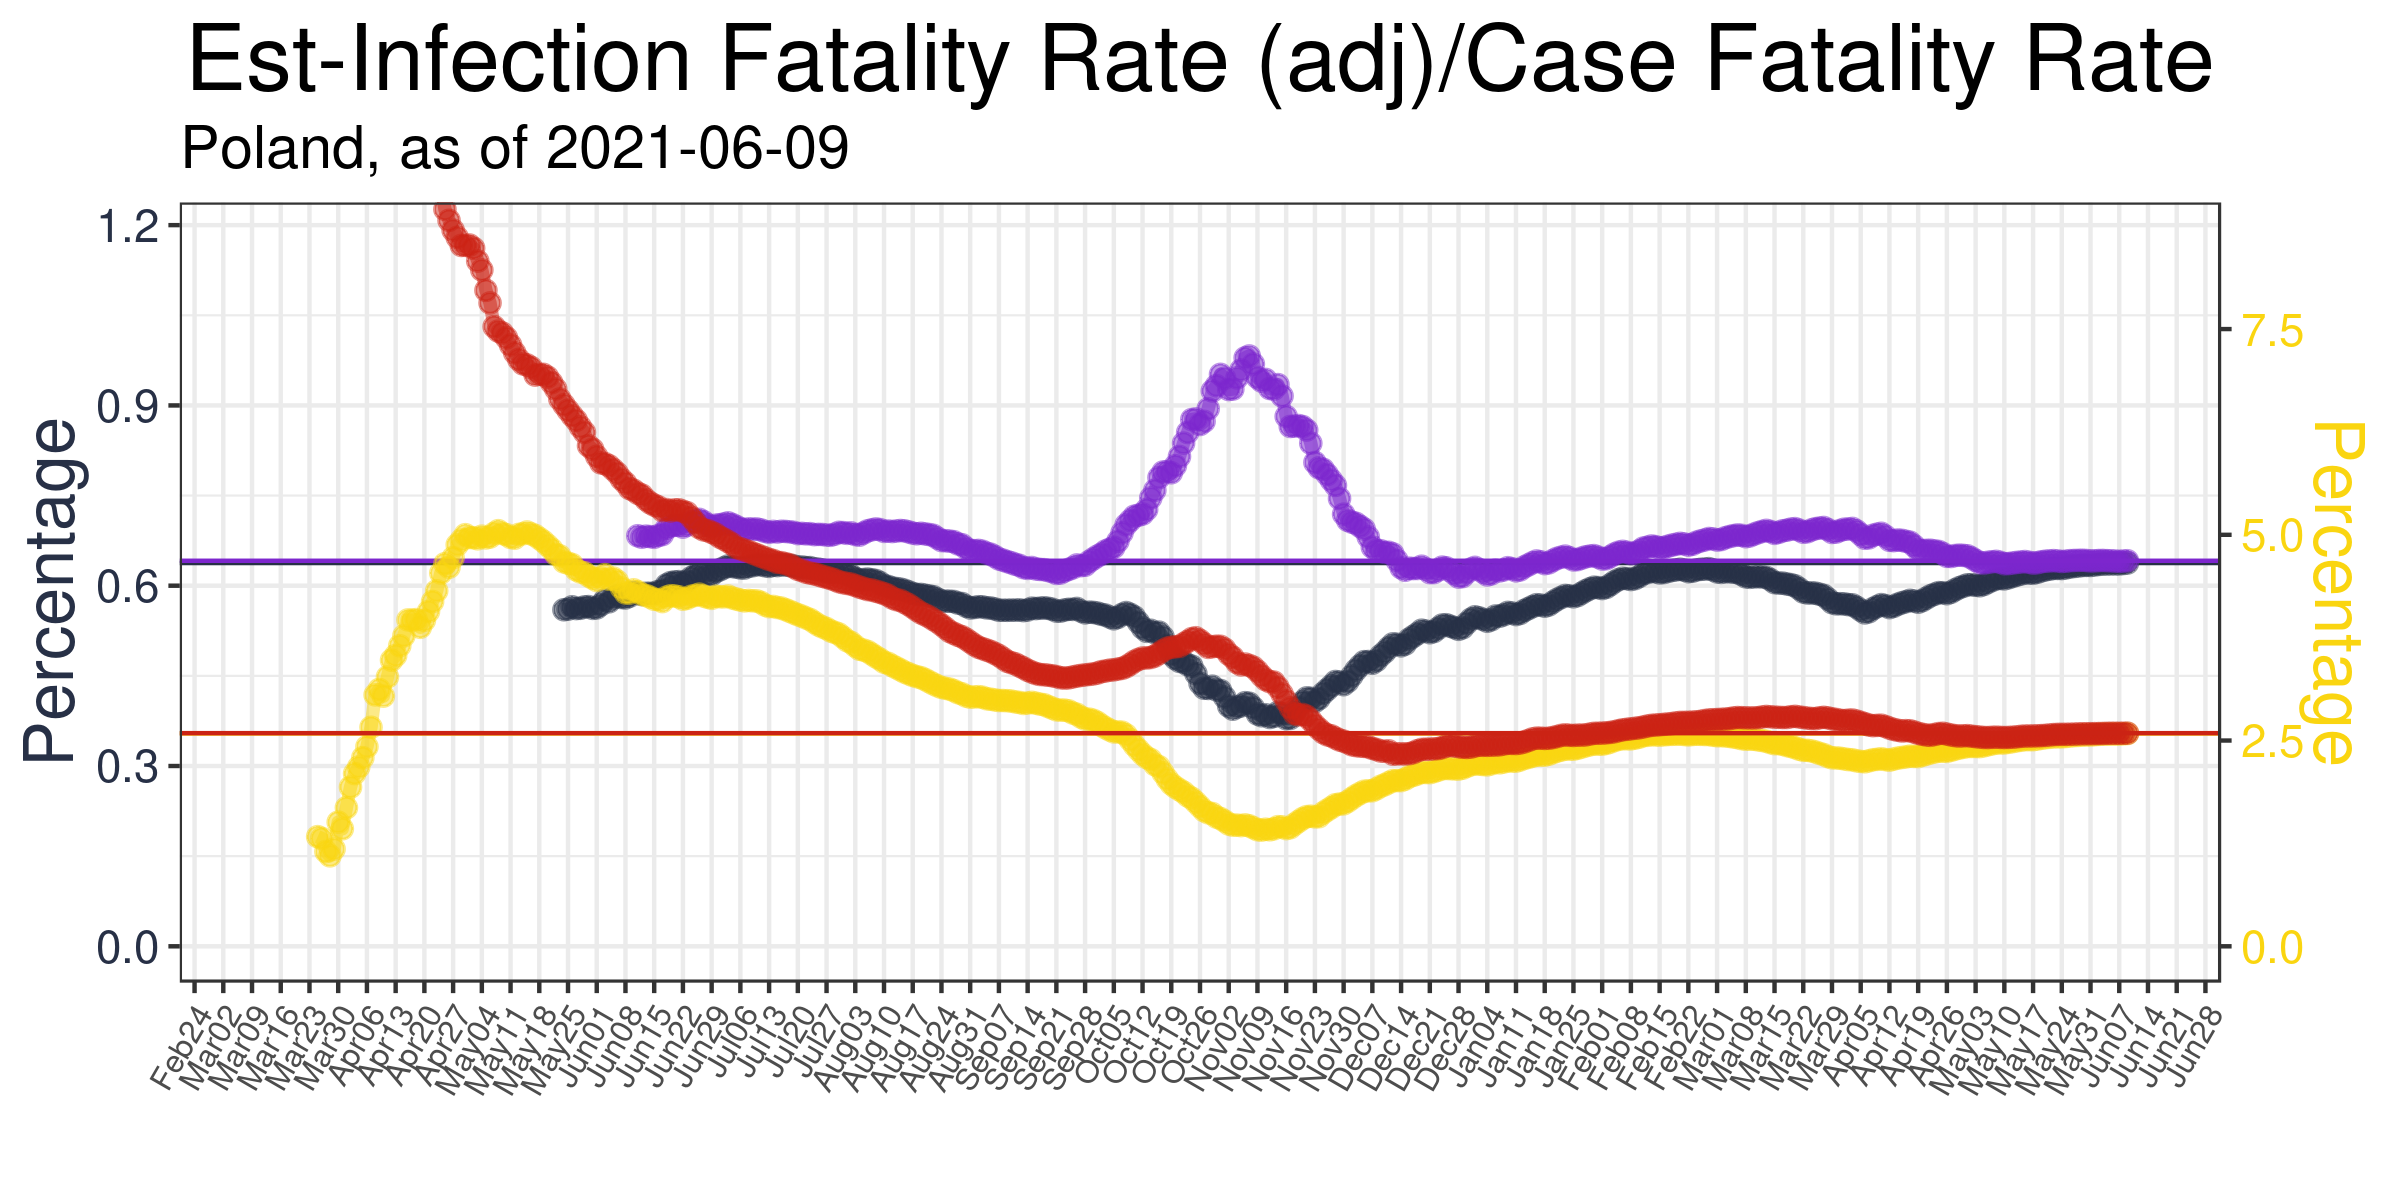 Est-Infection Fatality Rate (adj)/Case Fatality Rate
Poland, as of 2021-06-09
Percentage
1.2
0.9
0.6
0.3
0.0
7.5
5.0
2.5
0.0
Percentage
Feb24
Mar02
Mar09
Mar16
Mar23
Mar30
Apr06
Apr13
Apr20
Apr27
May04
May11
May18
May25
Jun01
Jun08
Jun15
Jun22
Jun29
Jul06
Jul13
Jul20
Jul27
Aug03
Aug10
Aug17
Aug24
Aug31
Sep07
Sep14
Sep21
Sep28
Oct05
Oct12
Oct19
Oct26
Nov02
Nov09
Nov16
Nov23
Nov30
Dec07
Dec14
Dec21
Dec28
Jan04
Jan11
Jan18
Jan25
Feb01
Feb08
Feb15
Feb22
Mar01
Mar08
Mar15
Mar22
Mar29
Apr05
Apr12
Apr19
Apr26
May03
May10
May17
May24
May31
Jun07
Jun14
Jun21
Jun28